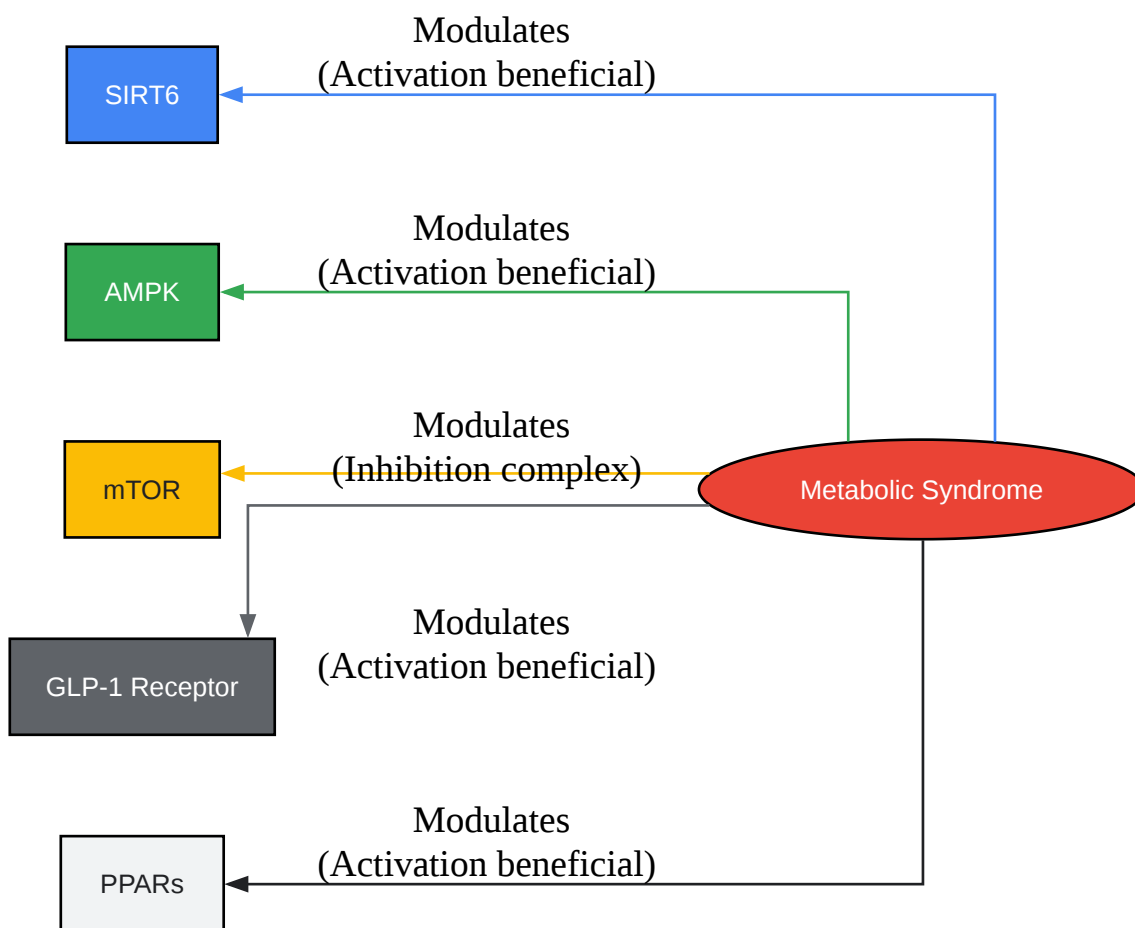 Modulates
(Activation beneficial)
SIRT6
Modulates
(Activation beneficial)
AMPK
Modulates
(Inhibition complex)
mTOR
Metabolic Syndrome
Modulates
(Activation beneficial)
GLP-1 Receptor
Modulates
(Activation beneficial)
PPARs